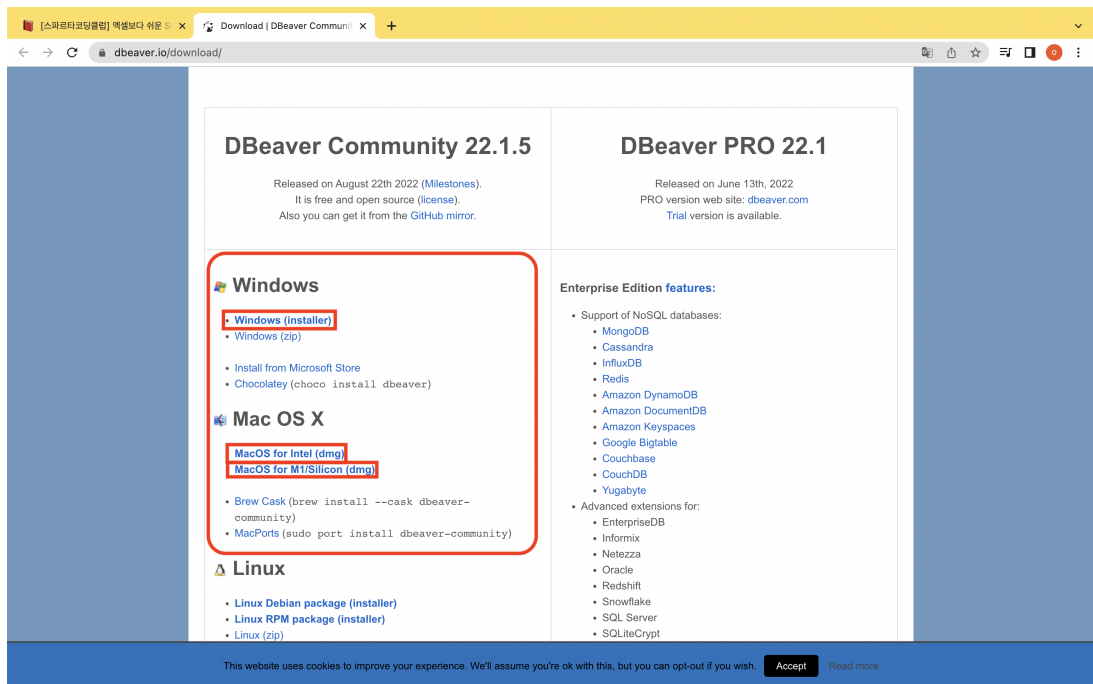 [스파르타코딩클럽] 엑셀보다 쉬운 S
Download | DBeaver Communit
dbeaver.io/download/
DBeaver Community 22.1.5
Released on August 22th 2022 (Milestones).
It is free and open source (license).
Also you can get it from the GitHub mirror.
DBeaver PRO 22.1
Released on June 13th, 2022
PRO version web site: dbeaver.com
Trial version is available.
Windows
Windows (installer)
Windows (zip)
Install from Microsoft Store
Chocolatey (choco install dbeaver)
Mac OS X
MacOS for Intel (dmg)
MacOS for M1/Silicon (dmg)
Brew Cask (brew install --cask dbeaver-
community)
MacPorts (sudo port install dbeaver-community)
Linux
Linux Debian package (installer)
Linux RPM package (installer)
Linux (zip)
Enterprise Edition features:
Support of NoSQL databases:
MongoDB
Cassandra
InfluxDB
Redis
Amazon DynamoDB
Amazon DocumentDB
Amazon Keyspaces
Google Bigtable
Couchbase
CouchDB
Yugabyte
Advanced extensions for:
EnterpriseDB
Informix
Netezza
Oracle
Redshift
Snowflake
SQL Server
SQLiteCrypt
This website uses cookies to improve your experience. We'll assume you're ok with this, but you can opt-out if you wish. Accept Read more